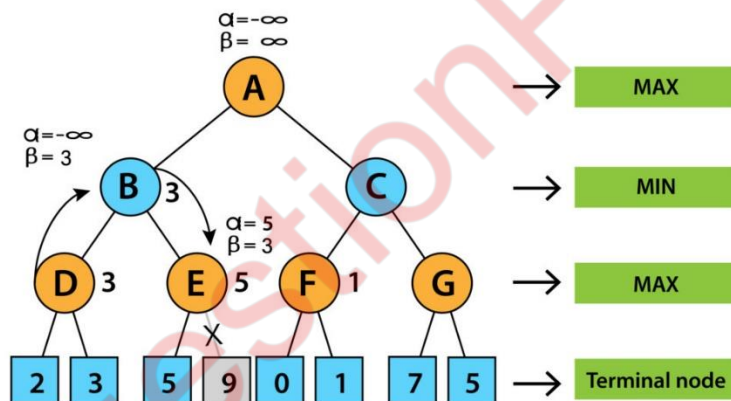 α=-∞
β= ∞
A
MAX
α=-∞
β= 3
B
3
C
MIN
α= 5
β= 3
D
3
E
5
F
1
G
MAX
X
2
3
5
9
0
1
7
5
Terminal node